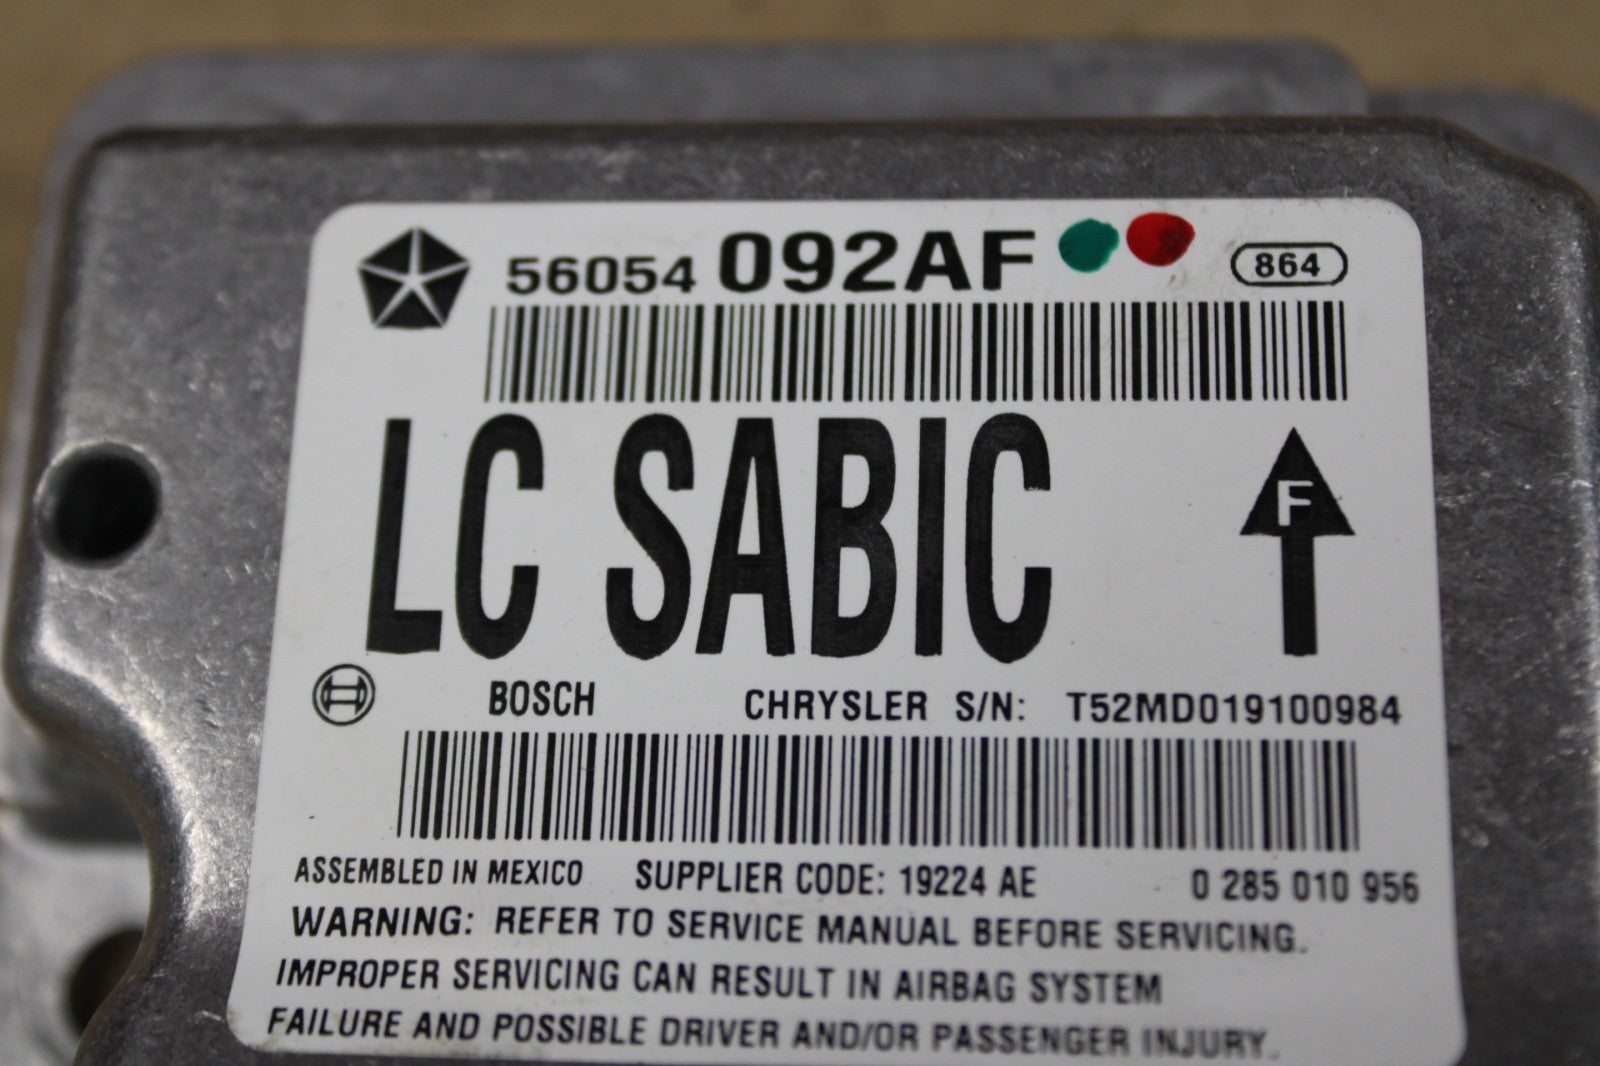 56054 092AF 864
LC SABIC
F
BOSCH CHRYSLER S/N: T52MD019100984
ASSEMBLED IN MEXICO SUPPLIER CODE: 19224 AE 0 285 010 956
WARNING: REFER TO SERVICE MANUAL BEFORE SERVICING.
IMPROPER SERVICING CAN RESULT IN AIRBAG SYSTEM
FAILURE AND POSSIBLE DRIVER AND/OR PASSENGER INJURY.